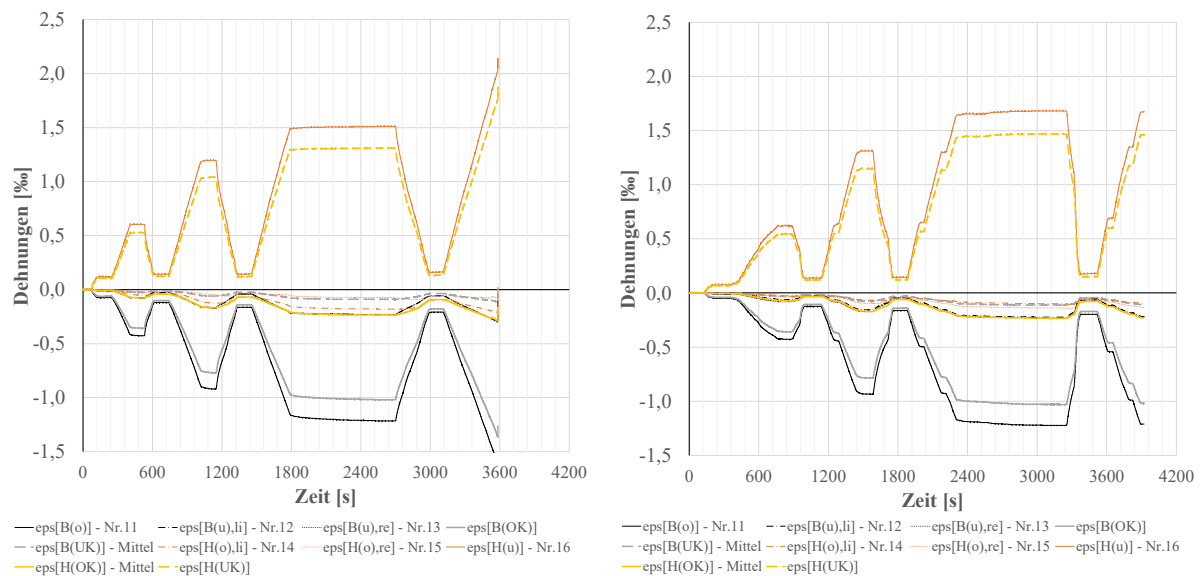 2,5
2,0
1,5
1,0
0,5
0,0
-0,5
-1,0
-1,5
Dehnungen [‰]
0 600 1200 1800 2400 3000 3600 4200
Zeit [s]
eps[B(o)] - Nr.11 eps[B(u),li] - Nr.12 eps[B(u),re] - Nr.13 eps[B(OK)]
eps[B(UK)] - Mittel eps[H(o),li] - Nr.14 eps[H(o),re] - Nr.15 eps[H(u)] - Nr.16
eps[H(OK)] - Mittel eps[H(UK)]
2,5
2,0
1,5
1,0
0,5
0,0
-0,5
-1,0
-1,5
Dehnungen [‰]
0 600 1200 1800 2400 3000 3600 4200
Zeit [s]
eps[B(o)] - Nr.11 eps[B(u),li] - Nr.12 eps[B(u),re] - Nr.13 eps[B(OK)]
eps[B(UK)] - Mittel eps[H(o),li] - Nr.14 eps[H(o),re] - Nr.15 eps[H(u)] - Nr.16
eps[H(OK)] - Mittel eps[H(UK)]